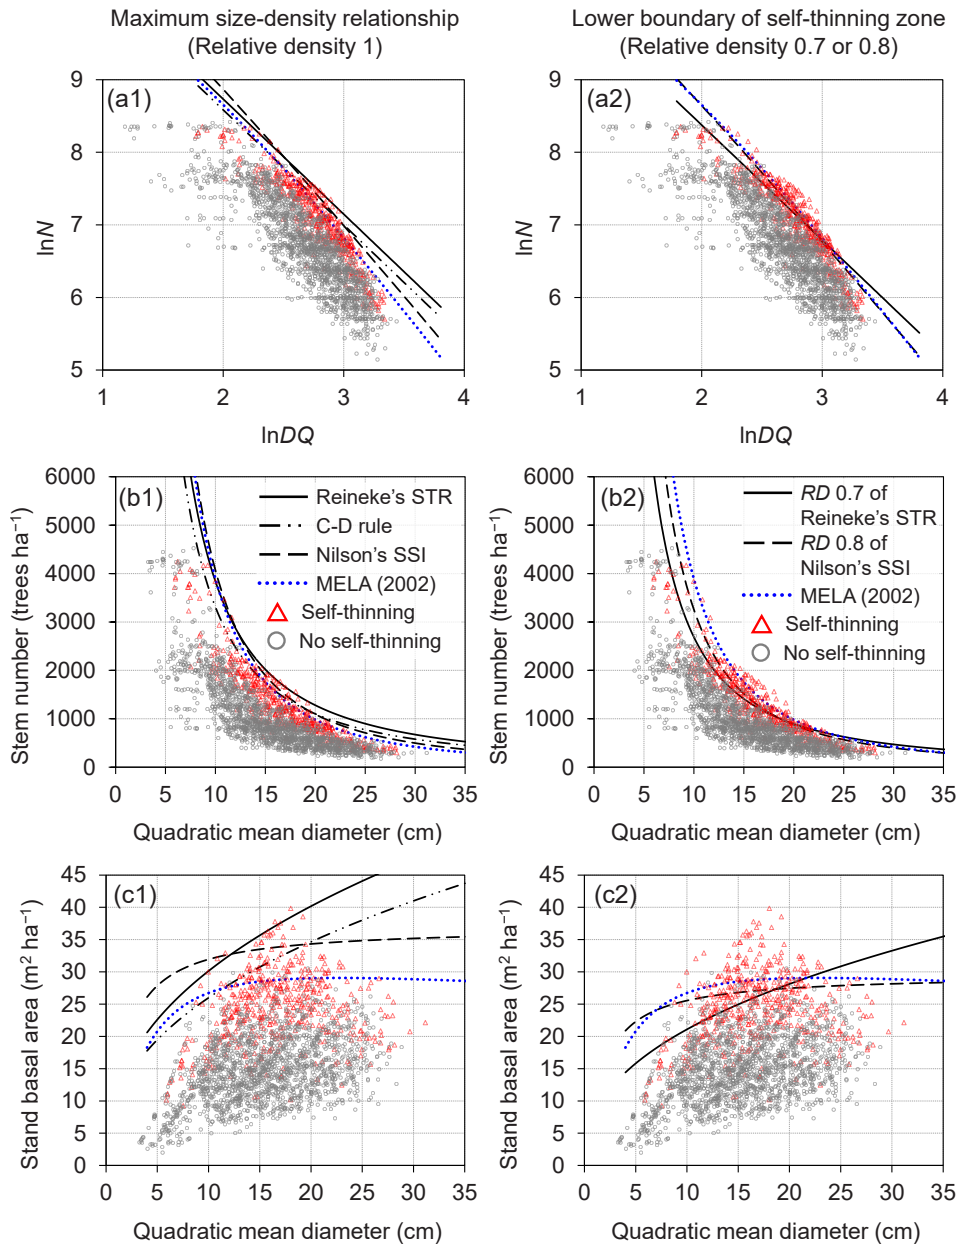 Maximum size-density relationship
(Relative density 1)
Lower boundary of self-thinning zone
(Relative density 0.7 or 0.8)
(a1)
9
8
7
6
5
lnN
1
2
3
4
lnDQ
(a2)
9
8
7
6
5
lnN
1
2
3
4
lnDQ
(b1)
6000
5000
4000
3000
2000
1000
0
Stem number (trees ha⁻¹)
Reineke's STR
C-D rule
Nilson's SSI
MELA (2002)
Self-thinning
No self-thinning
0 5 10 15 20 25 30 35
Quadratic mean diameter (cm)
(b2)
6000
5000
4000
3000
2000
1000
0
Stem number (trees ha⁻¹)
RD 0.7 of
Reineke's STR
RD 0.8 of
Nilson's SSI
MELA (2002)
Self-thinning
No self-thinning
0 5 10 15 20 25 30 35
Quadratic mean diameter (cm)
(c1)
45
40
35
30
25
20
15
10
5
0
Stand basal area (m² ha⁻¹)
0 5 10 15 20 25 30 35
Quadratic mean diameter (cm)
(c2)
45
40
35
30
25
20
15
10
5
0
Stand basal area (m² ha⁻¹)
0 5 10 15 20 25 30 35
Quadratic mean diameter (cm)